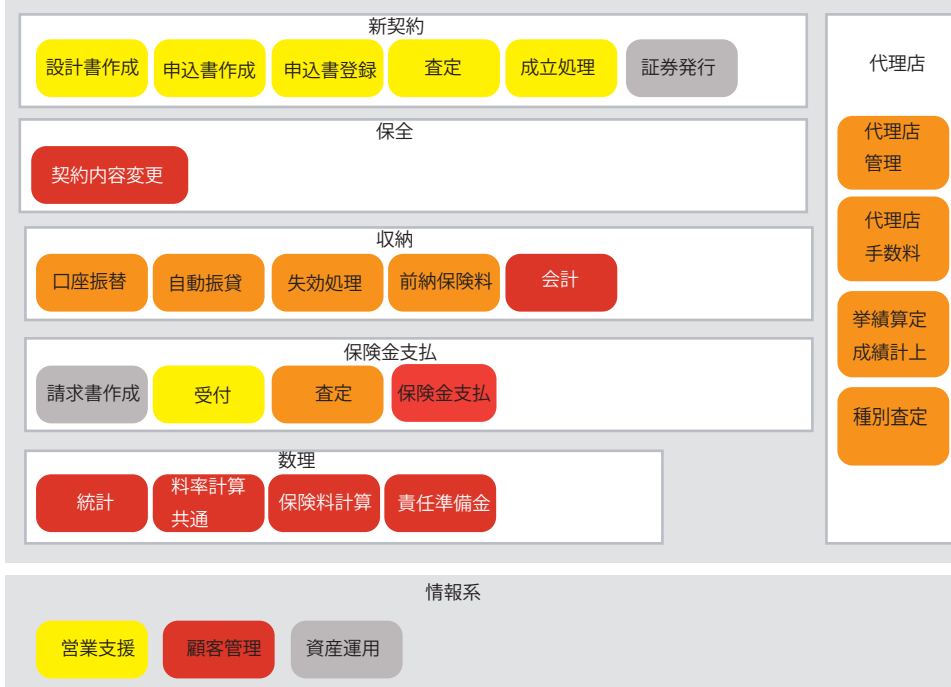 新契約
設計書作成
申込書作成
申込書登録
査定
成立処理
証券発行
保全
契約内容変更
収納
口座振替
自動振貸
失効処理
前納保険料
会計
保険金支払
請求書作成
受付
査定
保険金支払
数理
統計
料率計算
共通
保険料計算
責任準備金
代理店
代理店
管理
代理店
手数料
挙績算定
成績計上
種別査定
情報系
営業支援
顧客管理
資産運用